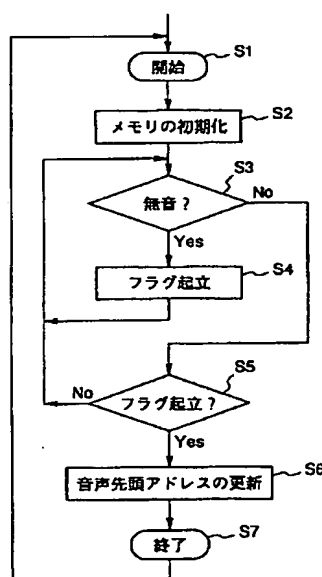 S1
開始
S2
メモリの初期化
S3
無音?
No
Yes
S4
フラグ起立
S5
No
フラグ起立?
Yes
S6
音声先頭アドレスの更新
S7
終了